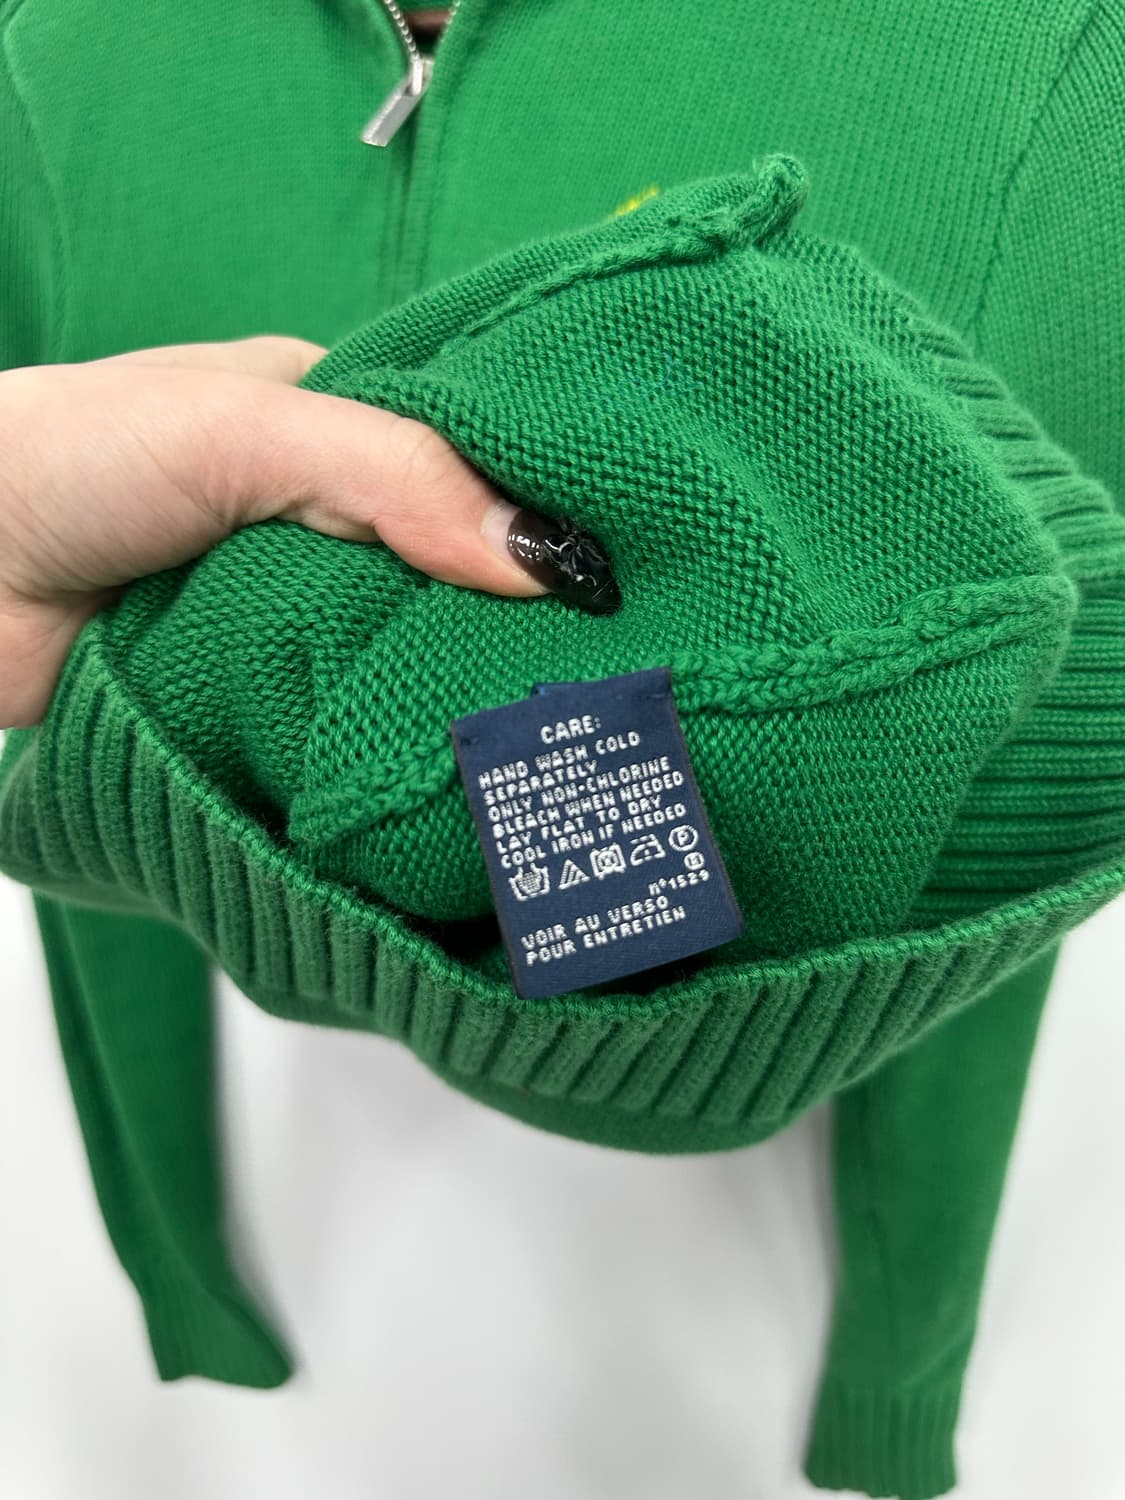 CARE:
HAND WASH COLD
SEPARATELY
ONLY NON-CHLORINE
BLEACH WHEN NEEDED
LAY FLAT TO DRY
COOL IRON IF NEEDED
P
nº1529
VOIR AU VERSO
POUR ENTRETIEN